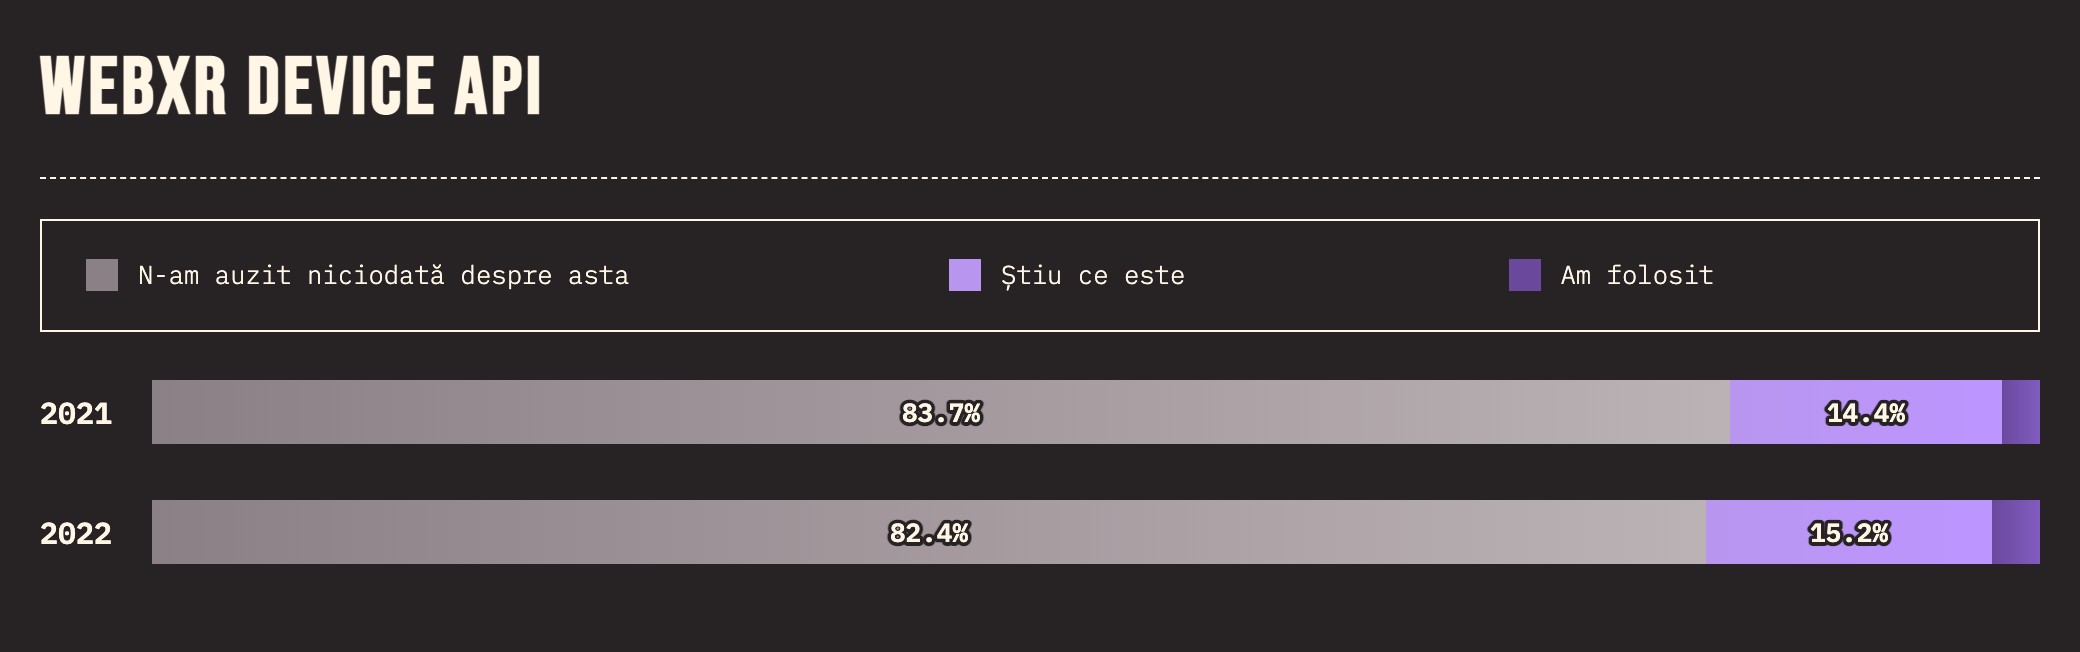 WEBXR DEVICE API
N-am auzit niciodată despre asta
Știu ce este
Am folosit
2021
83.7%
14.4%
2022
82.4%
15.2%